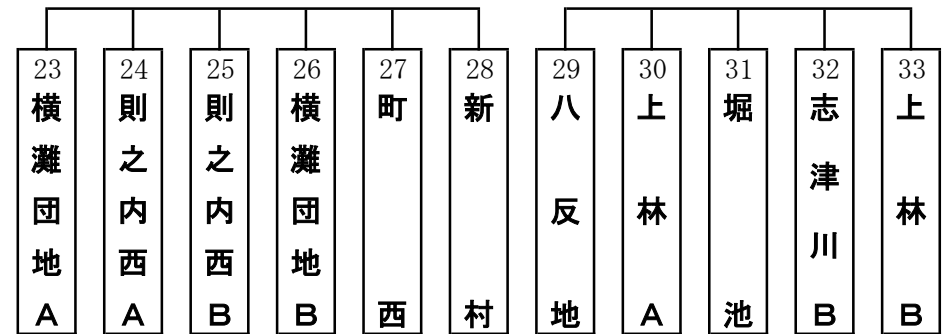 23 横灘団地A
24 則之内西A
25 則之内西B
26 横灘団地B
27 町西
28 新村
29 八反地
30 上林A
31 堀池
32 志津川B
33 上林B